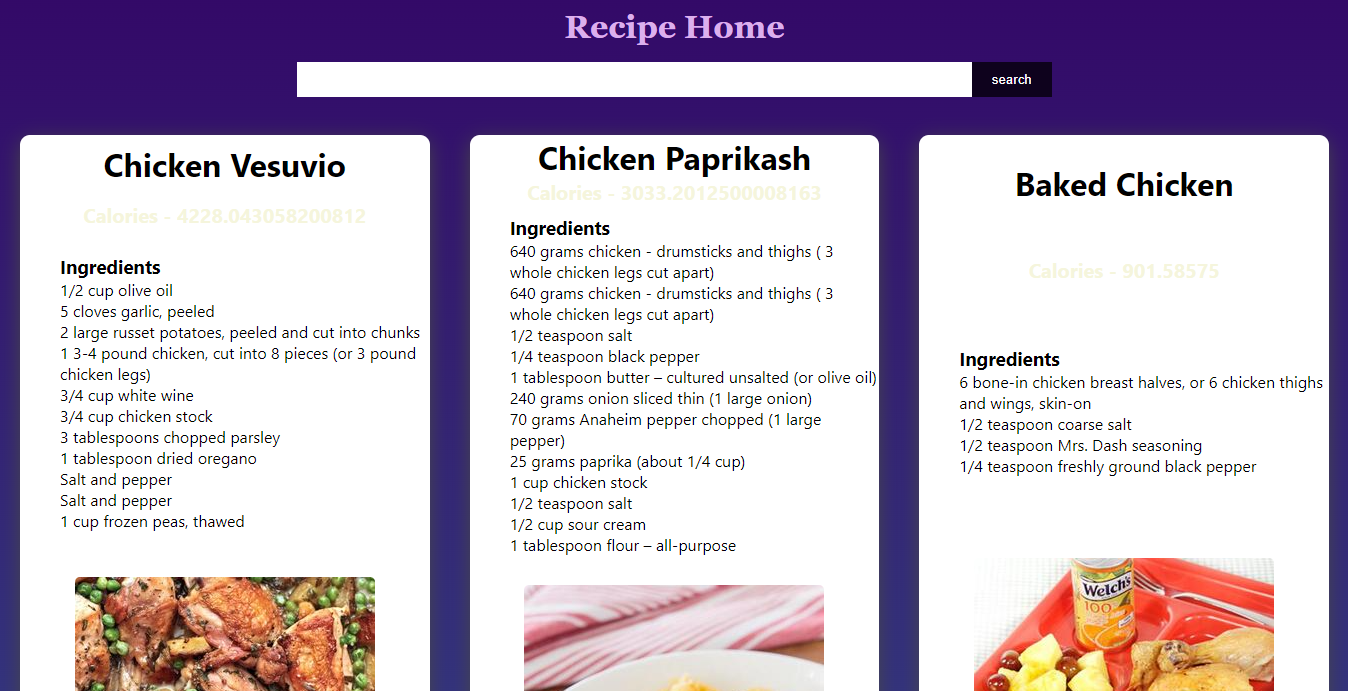 Recipe Home
search
Chicken Vesuvio
Calories - 4228.043058200812
Ingredients
1/2 cup olive oil
5 cloves garlic, peeled
2 large russet potatoes, peeled and cut into chunks
1 3-4 pound chicken, cut into 8 pieces (or 3 pound
chicken legs)
3/4 cup white wine
3/4 cup chicken stock
3 tablespoons chopped parsley
1 tablespoon dried oregano
Salt and pepper
Salt and pepper
1 cup frozen peas, thawed
Chicken Paprikash
Calories - 3033.2012500008163
Ingredients
640 grams chicken - drumsticks and thighs ( 3
whole chicken legs cut apart)
640 grams chicken - drumsticks and thighs ( 3
whole chicken legs cut apart)
1/2 teaspoon salt
1/4 teaspoon black pepper
1 tablespoon butter – cultured unsalted (or olive oil)
240 grams onion sliced thin (1 large onion)
70 grams Anaheim pepper chopped (1 large
pepper)
25 grams paprika (about 1/4 cup)
1 cup chicken stock
1/2 teaspoon salt
1/2 cup sour cream
1 tablespoon flour – all-purpose
Baked Chicken
Calories - 901.58575
Ingredients
6 bone-in chicken breast halves, or 6 chicken thighs
and wings, skin-on
1/2 teaspoon coarse salt
1/2 teaspoon Mrs. Dash seasoning
1/4 teaspoon freshly ground black pepper
Welch's
100